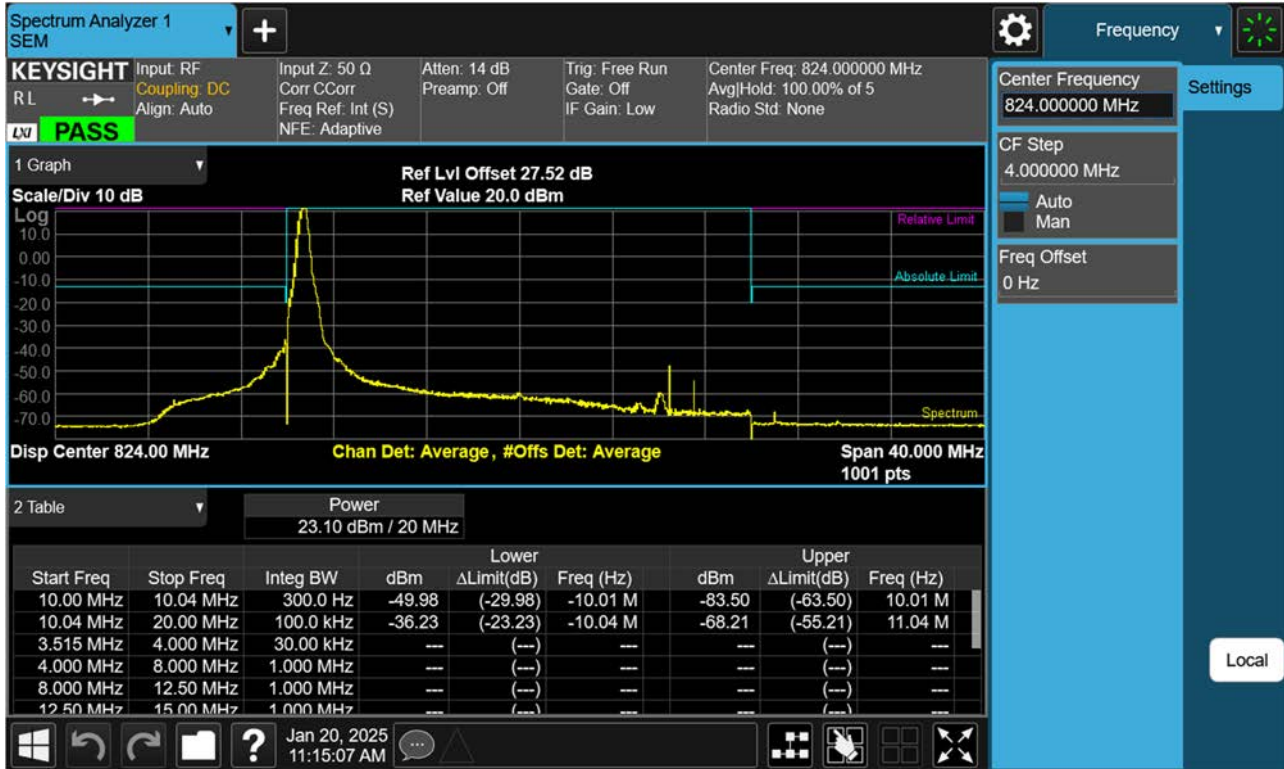 Spectrum Analyzer 1
SEM
+
Frequency
KEYSIGHT
RL
LXI
PASS
Input: RF
Coupling: DC
Align: Auto
Input Z: 50 Ω
Corr CCorr
Freq Ref: Int (S)
NFE: Adaptive
Atten: 14 dB
Preamp: Off
Trig: Free Run
Gate: Off
IF Gain: Low
Center Freq: 824.000000 MHz
Avg|Hold: 100.00% of 5
Radio Std: None
Center Frequency
824.000000 MHz
Settings
CF Step
4.000000 MHz
Auto
Man
Freq Offset
0 Hz
Local
1 Graph
Scale/Div 10 dB
Ref Lvl Offset 27.52 dB
Ref Value 20.0 dBm
Log
10.0
0.00
-10.0
-20.0
-30.0
-40.0
-50.0
-60.0
-70.0
Relative Limit
Absolute Limit
Spectrum
Disp Center 824.00 MHz
Chan Det: Average, #Offs Det: Average
Span 40.000 MHz
1001 pts
2 Table
Power
23.10 dBm / 20 MHz
Lower Upper
Start Freq Stop Freq Integ BW dBm ΔLimit(dB) Freq (Hz) dBm ΔLimit(dB) Freq (Hz)
10.00 MHz 10.04 MHz 300.0 Hz -49.98 (-29.98) -10.01 M -83.50 (-63.50) 10.01 M
10.04 MHz 20.00 MHz 100.0 kHz -36.23 (-23.23) -10.04 M -68.21 (-55.21) 11.04 M
3.515 MHz 4.000 MHz 30.00 kHz --- (---) --- --- (---) ---
4.000 MHz 8.000 MHz 1.000 MHz --- (---) --- --- (---) ---
8.000 MHz 12.50 MHz 1.000 MHz --- (---) --- --- (---) ---
12.50 MHz 15.00 MHz 1.000 MHz --- (---) --- --- (---) ---
?
Jan 20, 2025
11:15:07 AM